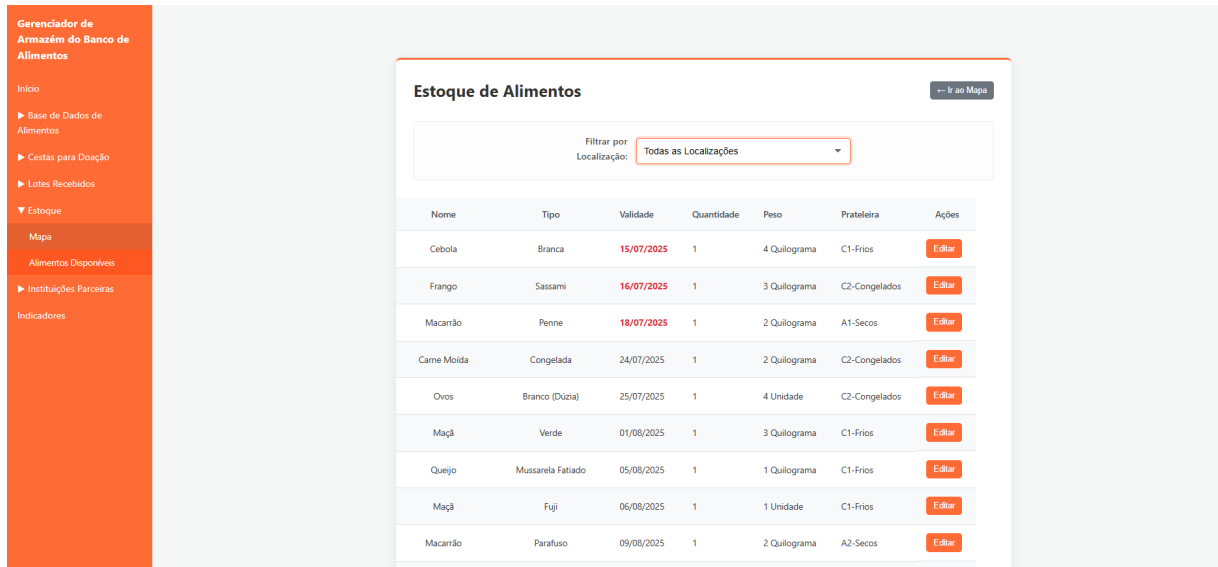 Gerenciador de
Armazém do Banco de
Alimentos
Início
▶ Base de Dados de
Alimentos
▶ Cestas para Doação
▶ Lotes Recebidos
▼ Estoque
Mapa
Alimentos Disponíveis
▶ Instituições Parceiras
Indicadores
Estoque de Alimentos
← Ir ao Mapa
Filtrar por
Localização:
Todas as Localizações
Nome Tipo Validade Quantidade Peso Prateleira Ações
Cebola Branca 15/07/2025 1 4 Quilograma C1-Frios Editar
Frango Sassami 16/07/2025 1 3 Quilograma C2-Congelados Editar
Macarrão Penne 18/07/2025 1 2 Quilograma A1-Secos Editar
Carne Moída Congelada 24/07/2025 1 2 Quilograma C2-Congelados Editar
Ovos Branco (Dúzia) 25/07/2025 1 4 Unidade C2-Congelados Editar
Maçã Verde 01/08/2025 1 3 Quilograma C1-Frios Editar
Queijo Mussarela Fatiado 05/08/2025 1 1 Quilograma C1-Frios Editar
Maçã Fuji 06/08/2025 1 1 Unidade C1-Frios Editar
Macarrão Parafuso 09/08/2025 1 2 Quilograma A2-Secos Editar